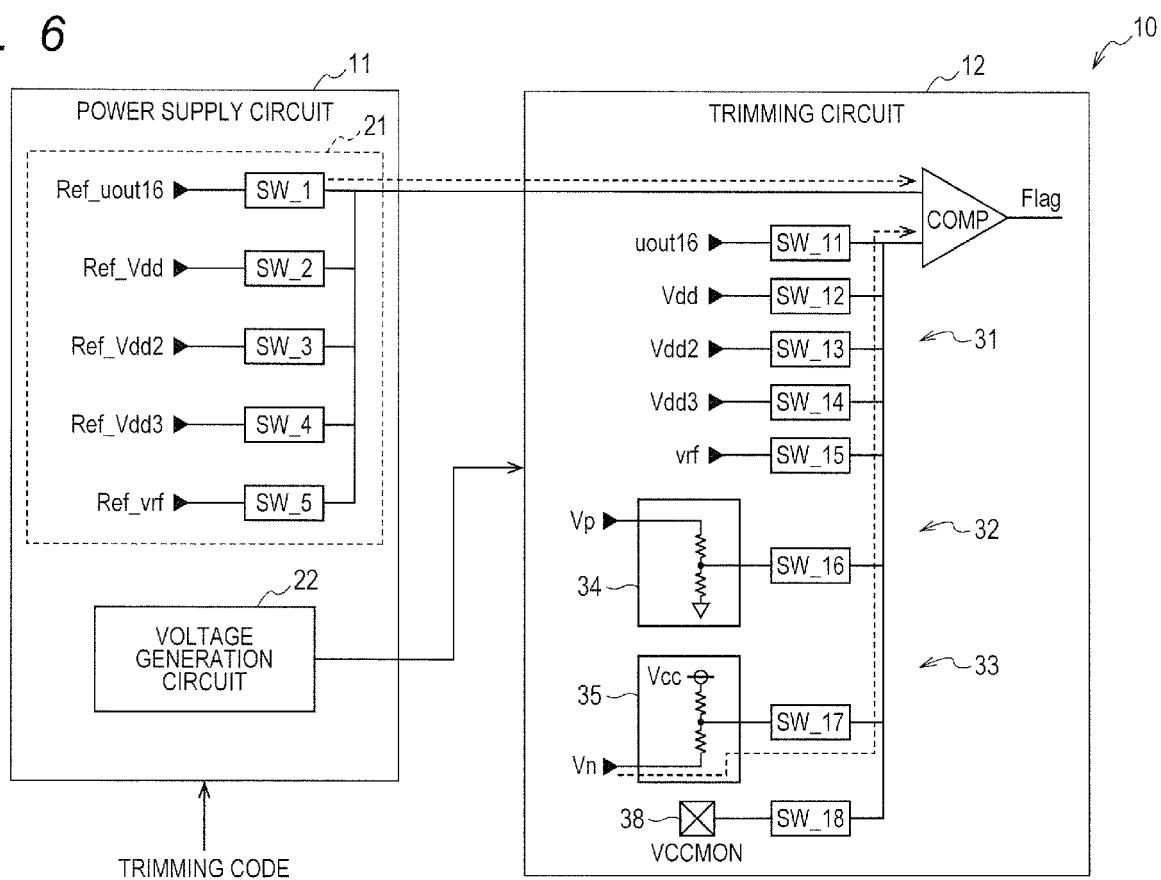 . 6
10
11
12
POWER SUPPLY CIRCUIT
TRIMMING CIRCUIT
21
Ref_uout16
SW_1
COMP
Flag
uout16
SW_11
Ref_Vdd
SW_2
Vdd
SW_12
Ref_Vdd2
SW_3
Vdd2
SW_13
31
Ref_Vdd3
SW_4
Vdd3
SW_14
vrf
SW_15
Ref_vrf
SW_5
Vp
32
34
SW_16
22
VOLTAGE
GENERATION
CIRCUIT
33
35
Vcc
SW_17
Vn
38
SW_18
VCCMON
TRIMMING CODE